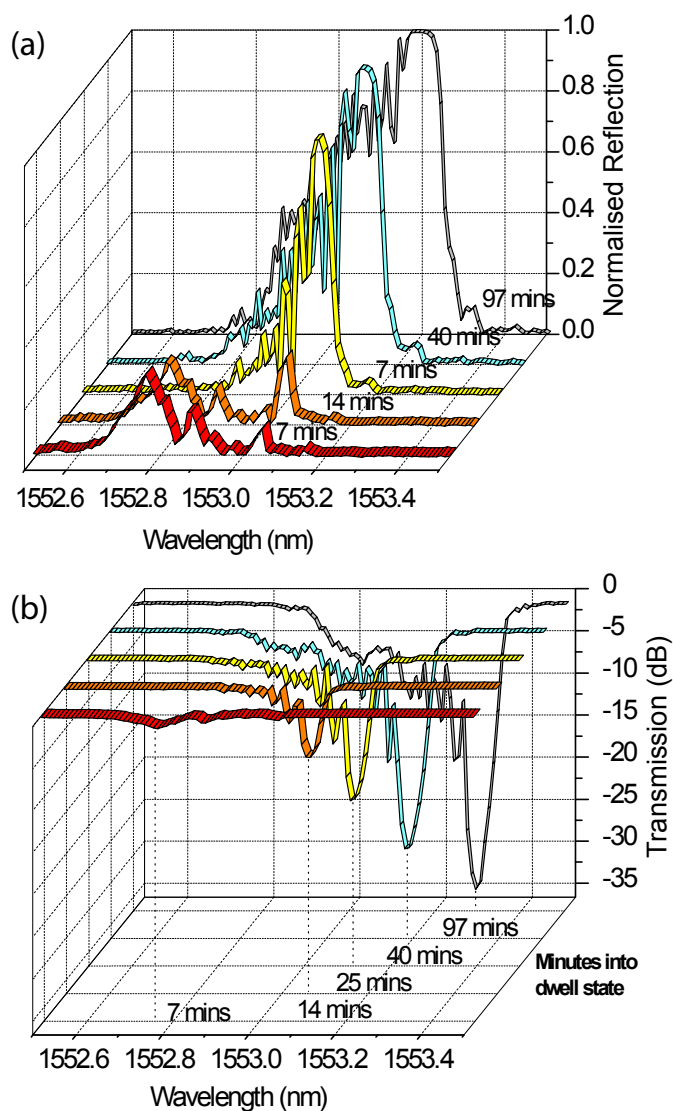 (a)
1.0
0.8
0.6
0.4
0.2
0.0
Normalised Reflection
97 mins
40 mins
7 mins
14 mins
7 mins
1552.6 1552.8 1553.0 1553.2 1553.4
Wavelength (nm)
(b)
0
-5
-10
-15
-20
-25
-30
-35
Transmission (dB)
97 mins
40 mins
25 mins
7 mins 14 mins
Minutes into
dwell state
1552.6 1552.8 1553.0 1553.2 1553.4
Wavelength (nm)